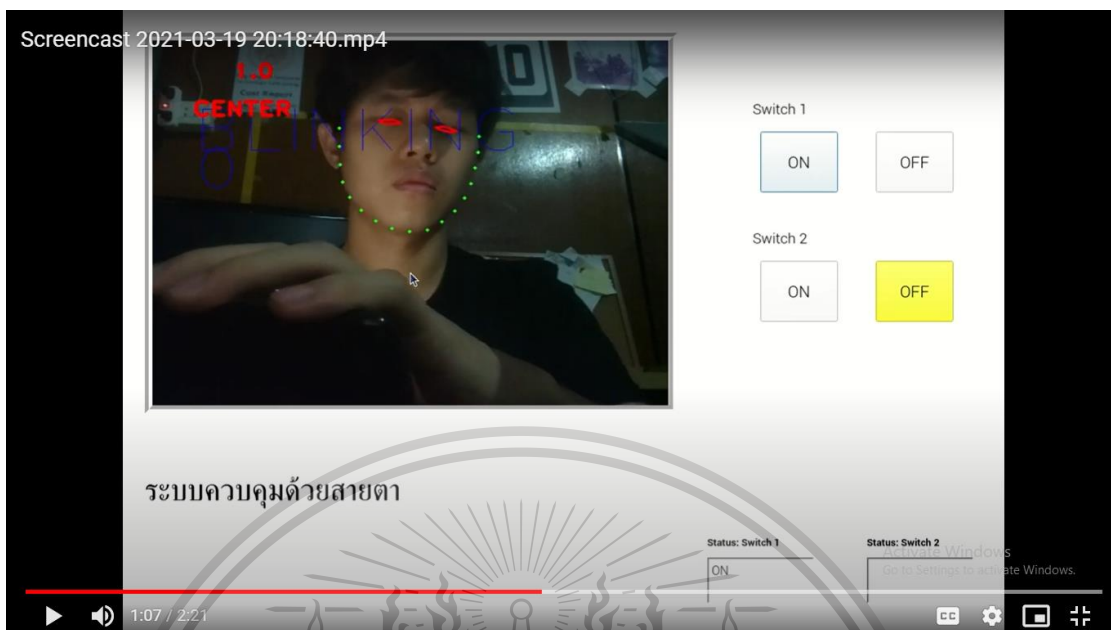 Screencast 2021-03-19 20:18:40.mp4
1.0
CENTER
BLINKING
0
Switch 1
ON
OFF
Switch 2
ON
OFF
ระบบควบคุมด้วยสายตา
Status: Switch 1
Status: Switch 2
ON
Activate Windows
Go to Settings to activate Windows.
1:07 / 2:21
CC